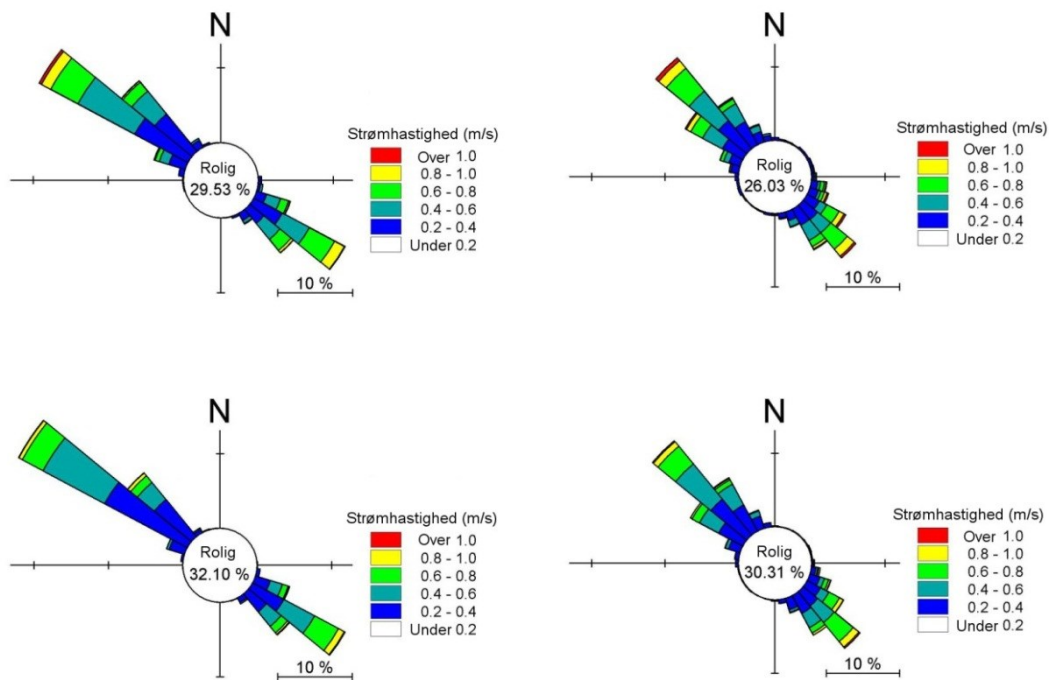 N
Strømhastighed (m/s)
Over 1.0
0.8 - 1.0
0.6 - 0.8
0.4 - 0.6
0.2 - 0.4
Under 0.2
Rolig
29.53 %
10 %
N
Strømhastighed (m/s)
Over 1.0
0.8 - 1.0
0.6 - 0.8
0.4 - 0.6
0.2 - 0.4
Under 0.2
Rolig
26.03 %
10 %
N
Strømhastighed (m/s)
Over 1.0
0.8 - 1.0
0.6 - 0.8
0.4 - 0.6
0.2 - 0.4
Under 0.2
Rolig
32.10 %
10 %
N
Strømhastighed (m/s)
Over 1.0
0.8 - 1.0
0.6 - 0.8
0.4 - 0.6
0.2 - 0.4
Under 0.2
Rolig
30.31 %
10 %